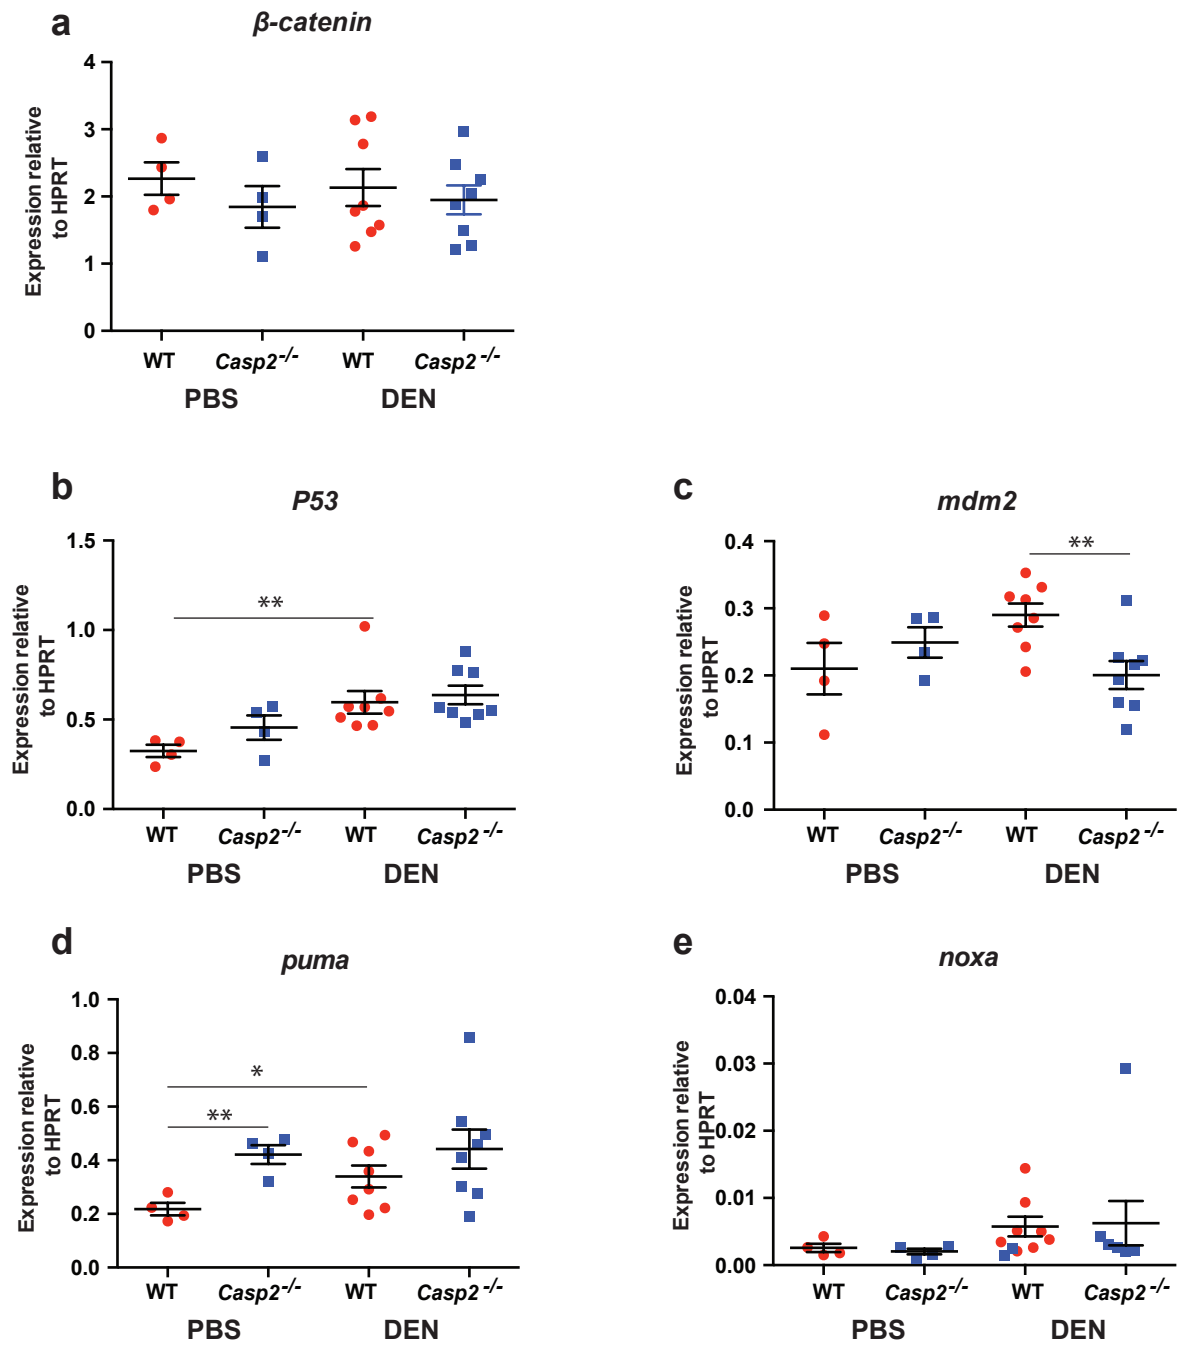 a
β-catenin
Expression relative
to HPRT
4
3
2
1
0
WT
Casp2-/-
WT
Casp2-/-
PBS
DEN
b
P53
Expression relative
to HPRT
1.5
1.0
0.5
0.0
**
WT
Casp2-/-
WT
Casp2-/-
PBS
DEN
c
mdm2
Expression relative
to HPRT
0.4
0.3
0.2
0.1
0.0
**
WT
Casp2-/-
WT
Casp2-/-
PBS
DEN
d
puma
Expression relative
to HPRT
1.0
0.8
0.6
0.4
0.2
0.0
*
**
WT
Casp2-/-
WT
Casp2-/-
PBS
DEN
e
noxa
Expression relative
to HPRT
0.04
0.03
0.02
0.01
0.00
WT
Casp2-/-
WT
Casp2-/-
PBS
DEN